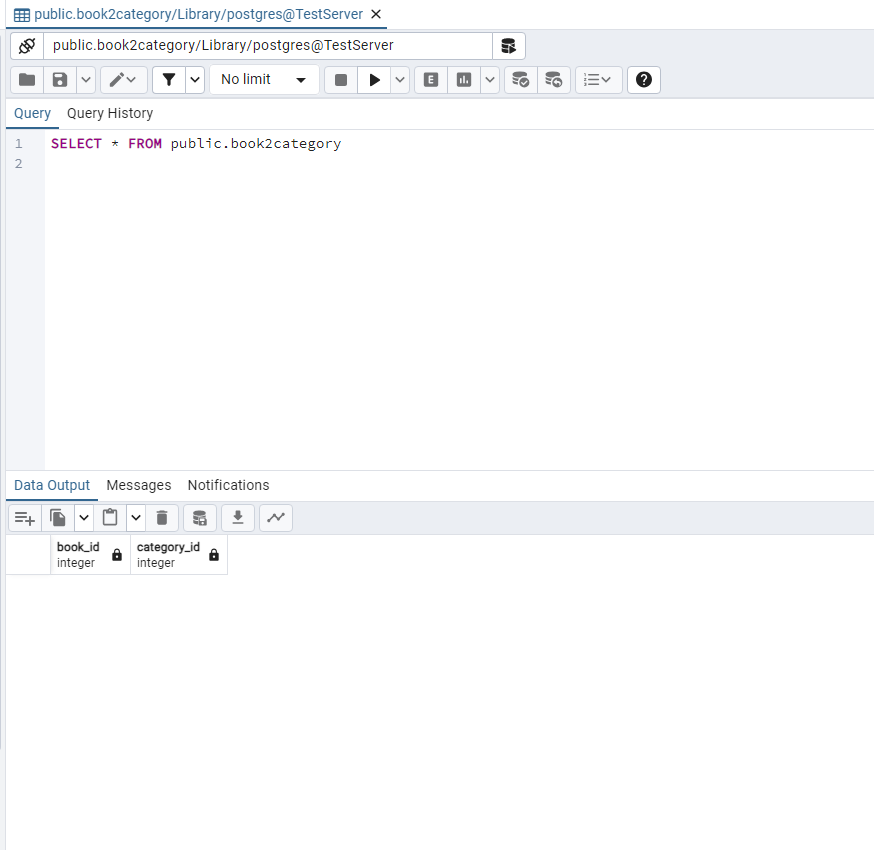 public.book2category/Library/postgres@TestServer
public.book2category/Library/postgres@TestServer
No limit
E
Query Query History
1 SELECT * FROM public.book2category
2
Data Output Messages Notifications
book_id category_id
integer integer